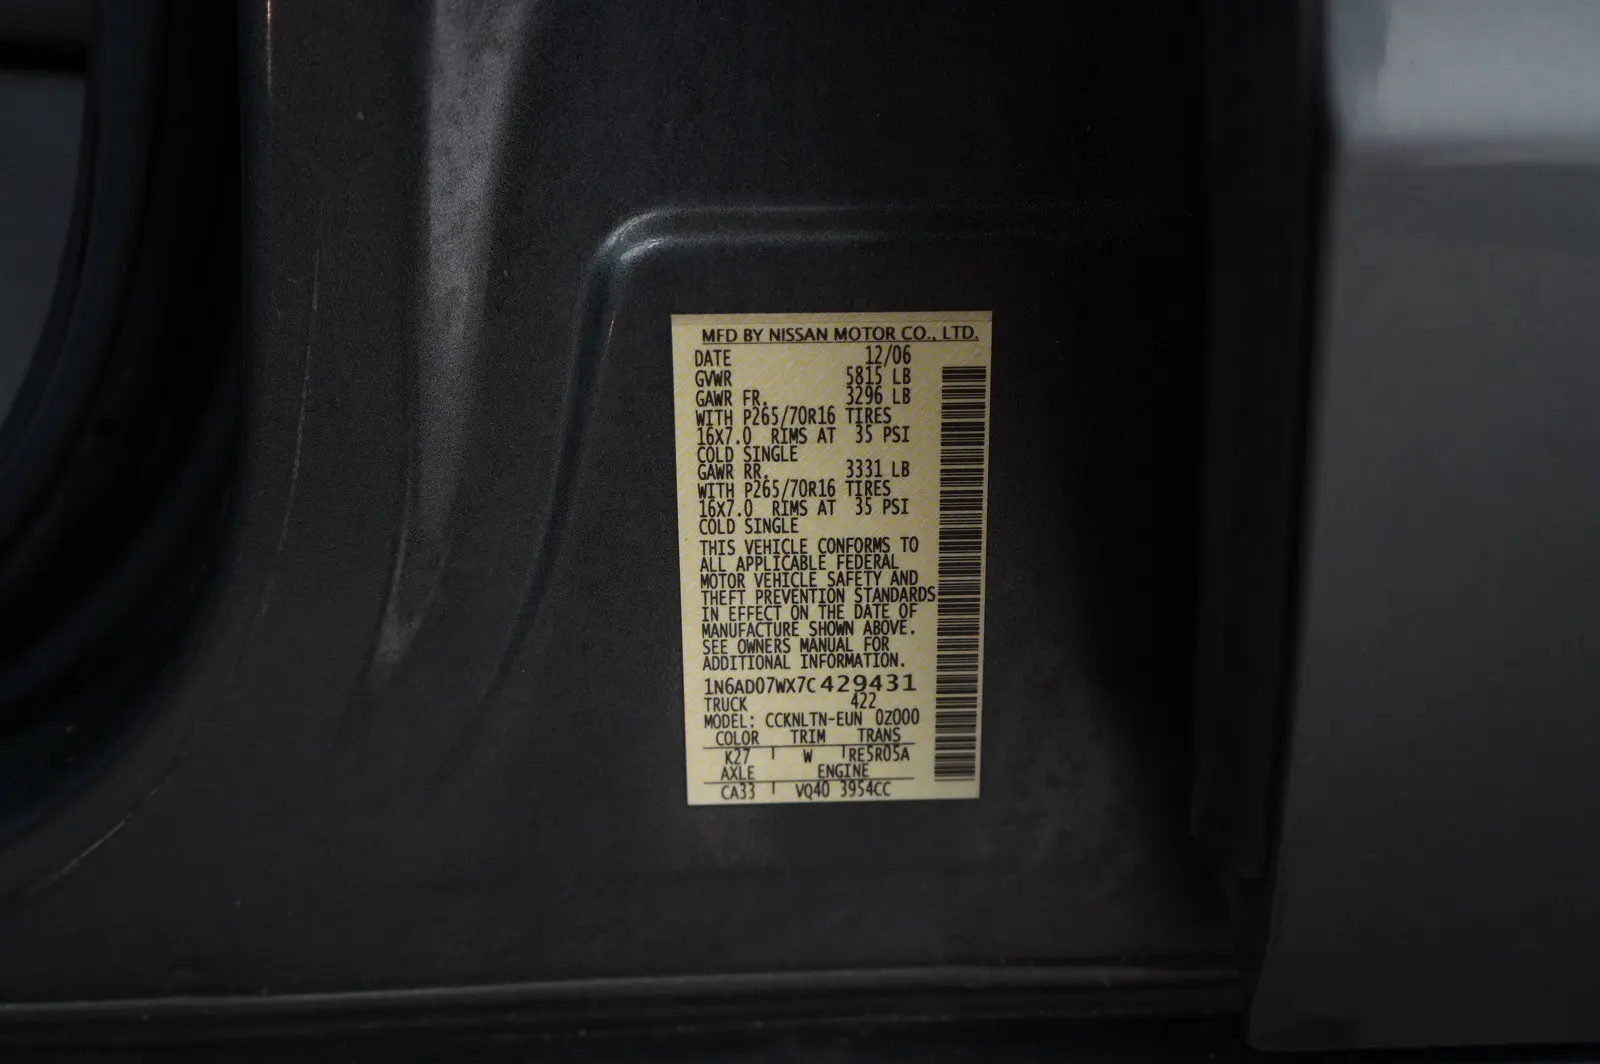 MFD BY NISSAN MOTOR CO., LTD.
DATE 12/06
GVWR 5815 LB
GAWR FR. 3296 LB
WITH P265/70R16 TIRES
16X7.0 RIMS AT 35 PSI
COLD SINGLE
GAWR RR. 3331 LB
WITH P265/70R16 TIRES
16X7.0 RIMS AT 35 PSI
COLD SINGLE
THIS VEHICLE CONFORMS TO
ALL APPLICABLE FEDERAL
MOTOR VEHICLE SAFETY AND
THEFT PREVENTION STANDARDS
IN EFFECT ON THE DATE OF
MANUFACTURE SHOWN ABOVE.
SEE OWNERS MANUAL FOR
ADDITIONAL INFORMATION.
1N6AD07WX7C429431
TRUCK 422
MODEL: CCKNLTN-EUN 0Z000
COLOR TRIM TRANS
K27 W RE5R05A
AXLE ENGINE
CA33 VQ40 3954CC